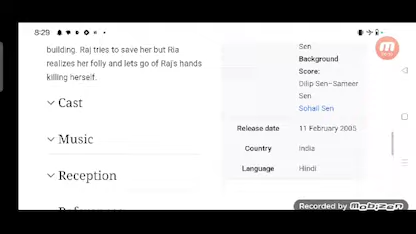 8:29
building. Raj tries to save her but Ria
realizes her folly and lets go of Raj's hands
killing herself.
Cast
Music
Reception
References
Sen
Background
Score:
Dilip Sen–Sameer
Sen
Sohail Sen
Release date 11 February 2005
Country India
Language Hindi
Recorded by Mobizen